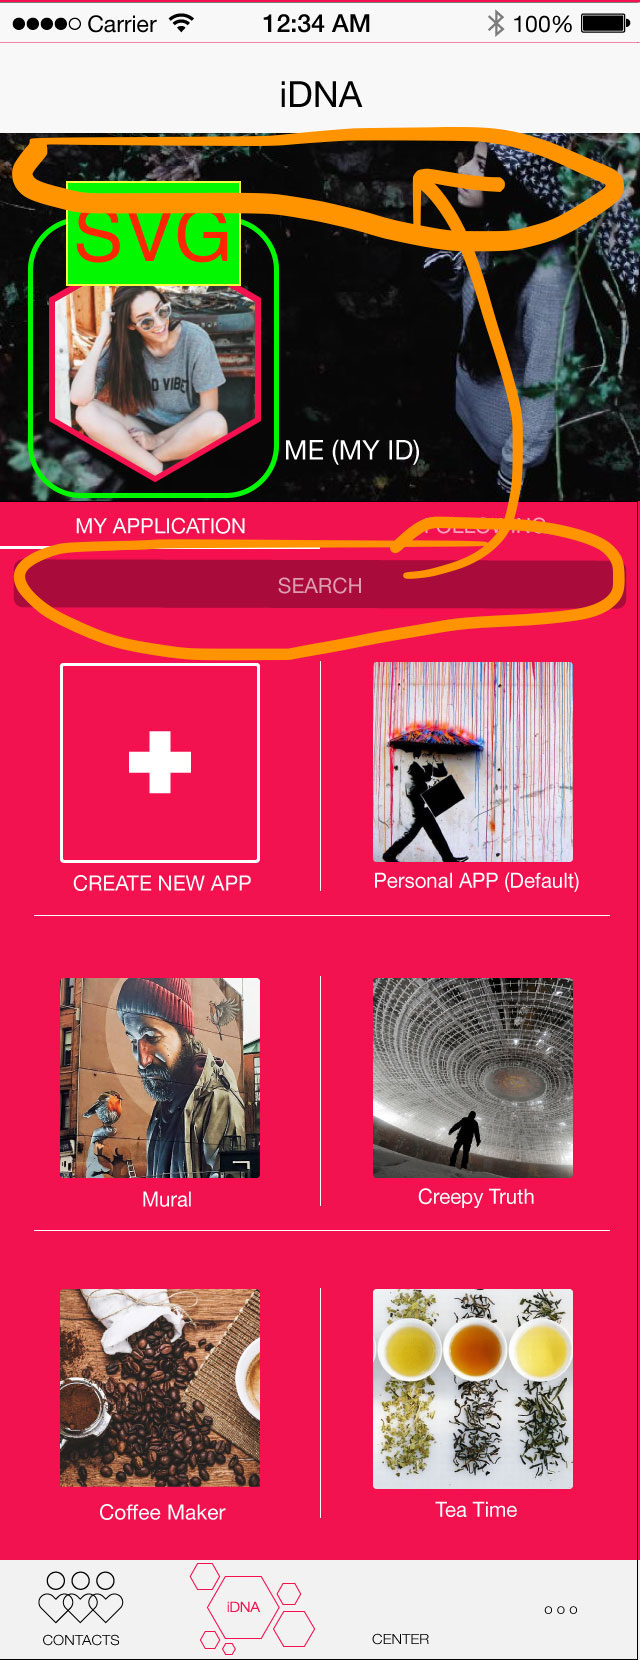 Carrier 12:34 AM 100%
iDNA
SVG
ME (MY ID)
MY APPLICATION FOLLOWING
SEARCH
CREATE NEW APP Personal APP (Default)
Mural Creepy Truth
Coffee Maker Tea Time
iDNA
CONTACTS CENTER